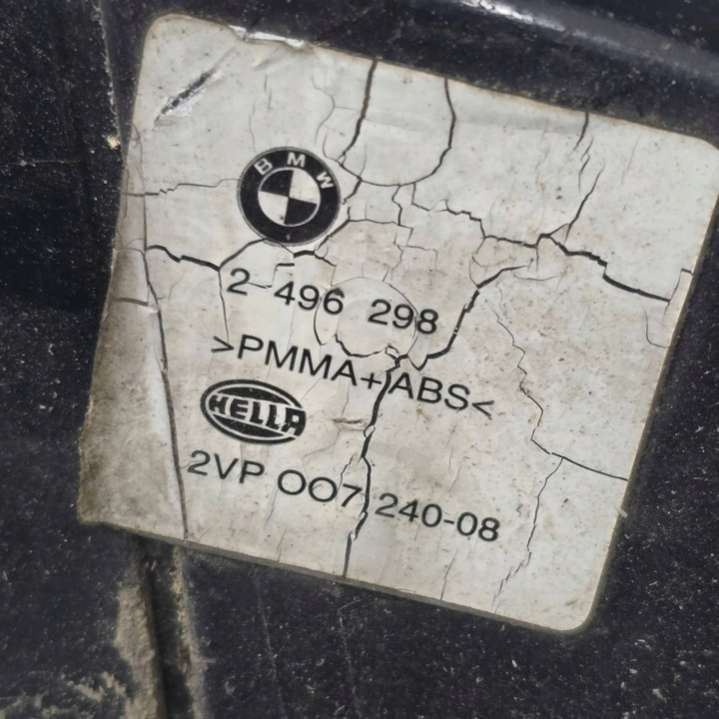 BMW
2 496 298
>PMMA+ABS<
HELLA
2VP 007 240-08